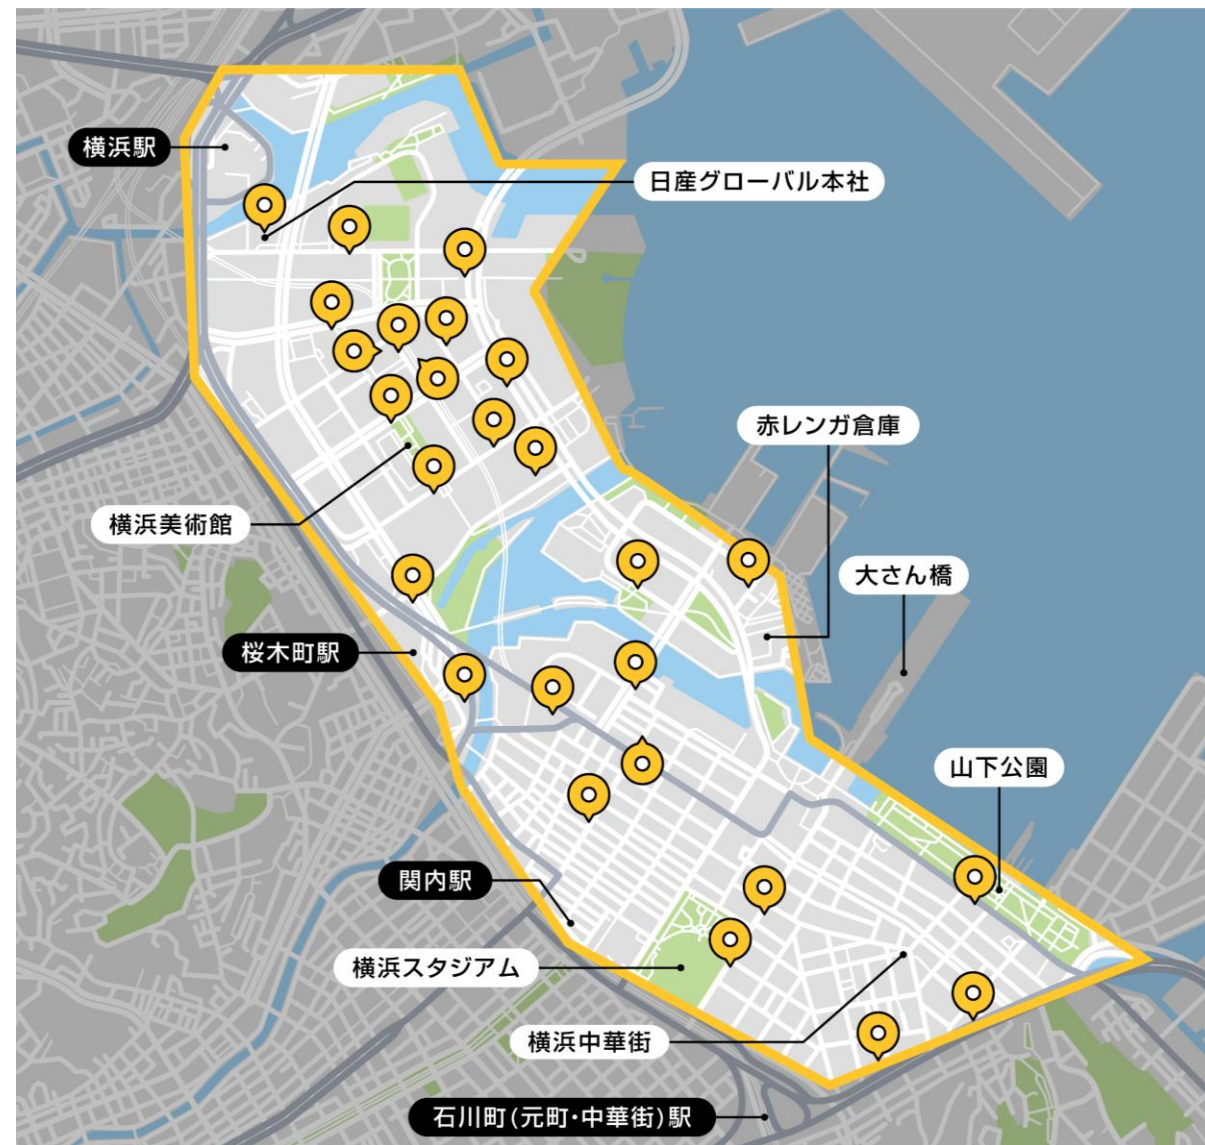 横浜駅
日産グローバル本社
赤レンガ倉庫
横浜美術館
大さん橋
桜木町駅
山下公園
関内駅
横浜スタジアム
横浜中華街
石川町(元町・中華街)駅